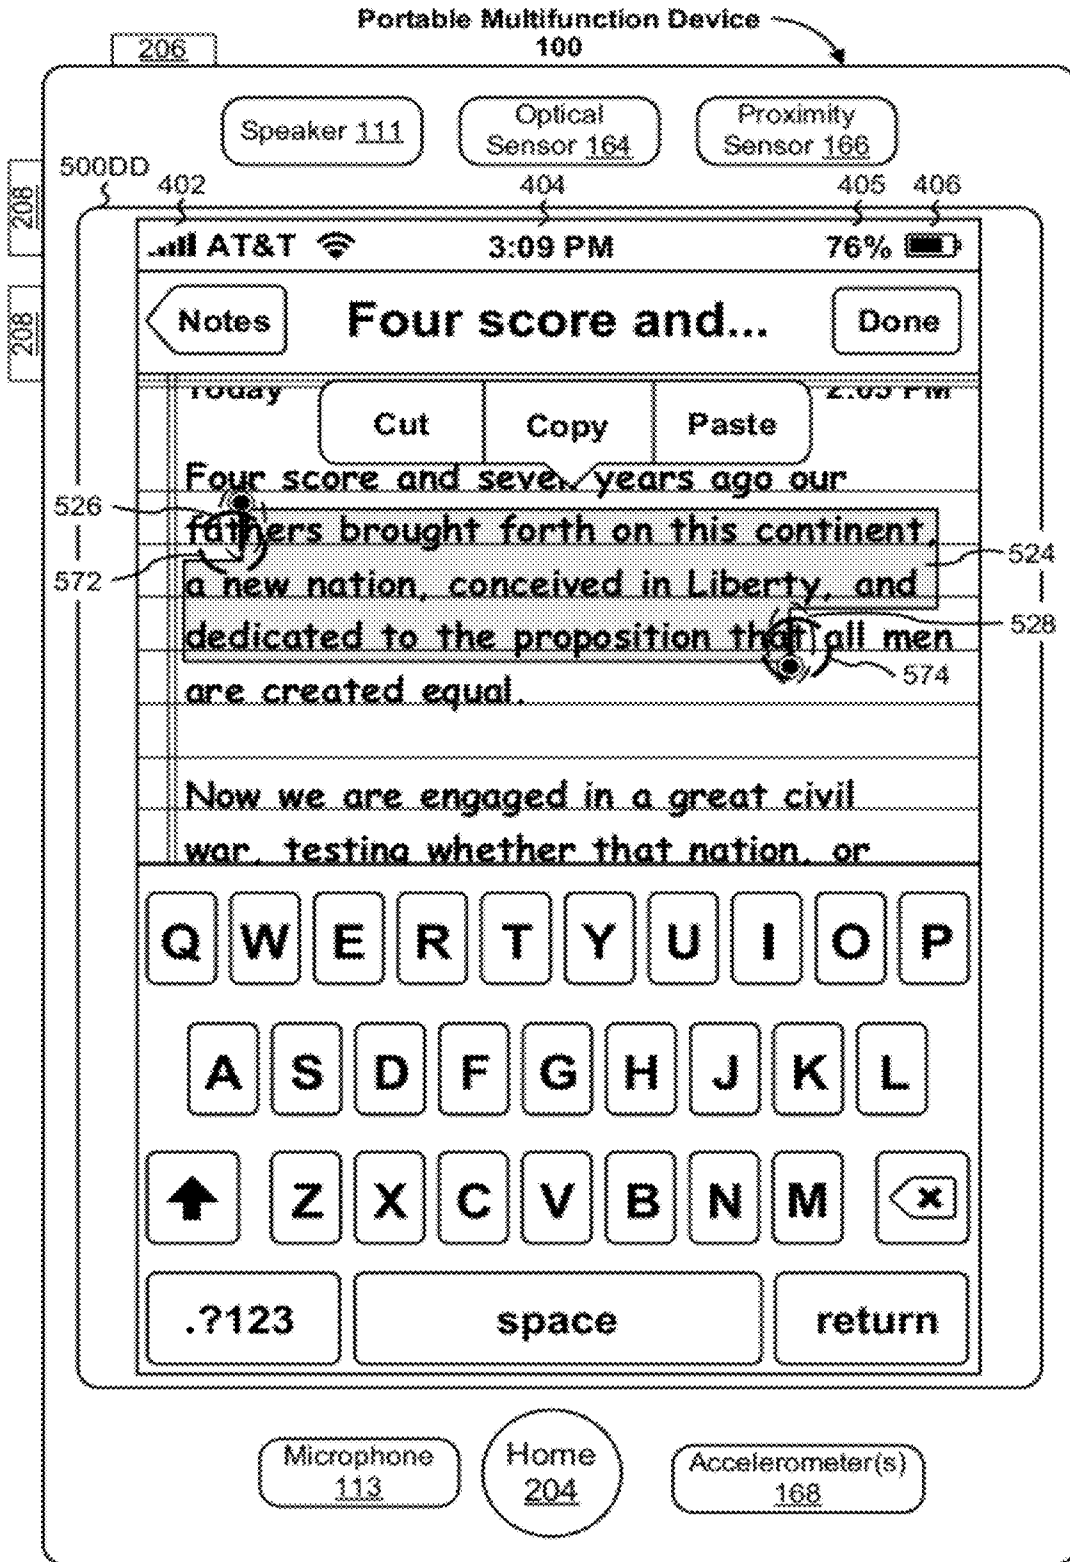 Portable Multifunction Device
100
206
Speaker 111
Optical
Sensor 164
Proximity
Sensor 166
500DD
208
402
404
405
406
AT&T
3:09 PM
76%
208
Notes
Four score and...
Done
Today
2:05 PM
Cut
Copy
Paste
Four score and seven years ago our
526
fathers brought forth on this continent,
524
572
a new nation, conceived in Liberty, and
528
dedicated to the proposition that all men
574
are created equal.
Now we are engaged in a great civil
war, testing whether that nation, or
Q W E R T Y U I O P
A S D F G H J K L
Z X C V B N M
.?123
space
return
Microphone
113
Home
204
Accelerometer(s)
168